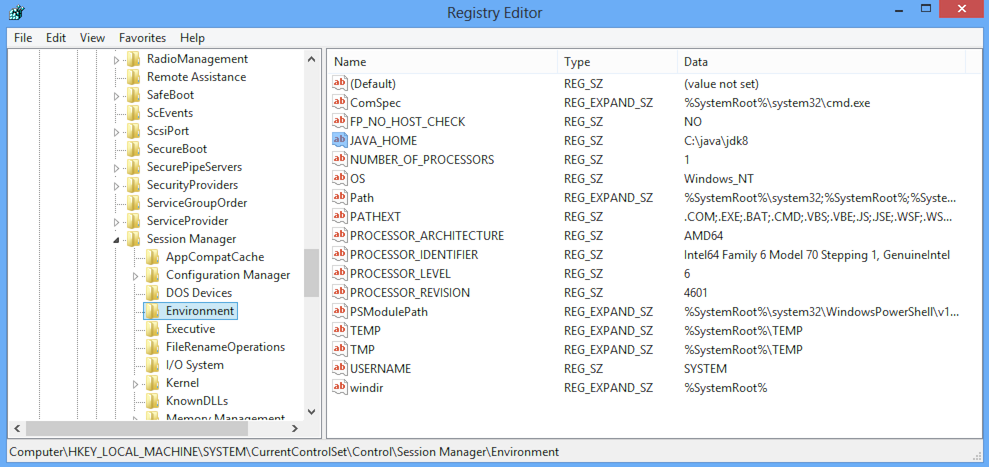 Registry Editor
File Edit View Favorites Help
RadioManagement
Remote Assistance
SafeBoot
ScEvents
ScsiPort
SecureBoot
SecurePipeServers
SecurityProviders
ServiceGroupOrder
ServiceProvider
Session Manager
AppCompatCache
Configuration Manager
DOS Devices
Environment
Executive
FileRenameOperations
I/O System
Kernel
KnownDLLs
Memory Management
Name Type Data
(Default) REG_SZ (value not set)
ComSpec REG_EXPAND_SZ %SystemRoot%\system32\cmd.exe
FP_NO_HOST_CHECK REG_SZ NO
JAVA_HOME REG_SZ C:\java\jdk8
NUMBER_OF_PROCESSORS REG_SZ 1
OS REG_SZ Windows_NT
Path REG_EXPAND_SZ %SystemRoot%\system32;%SystemRoot%;%Syste...
PATHEXT REG_SZ .COM;.EXE;.BAT;.CMD;.VBS;.VBE;.JS;.JSE;.WSF;.WS...
PROCESSOR_ARCHITECTURE REG_SZ AMD64
PROCESSOR_IDENTIFIER REG_SZ Intel64 Family 6 Model 70 Stepping 1, GenuineIntel
PROCESSOR_LEVEL REG_SZ 6
PROCESSOR_REVISION REG_SZ 4601
PSModulePath REG_EXPAND_SZ %SystemRoot%\system32\WindowsPowerShell\v1...
TEMP REG_EXPAND_SZ %SystemRoot%\TEMP
TMP REG_EXPAND_SZ %SystemRoot%\TEMP
USERNAME REG_SZ SYSTEM
windir REG_EXPAND_SZ %SystemRoot%
Computer\HKEY_LOCAL_MACHINE\SYSTEM\CurrentControlSet\Control\Session Manager\Environment